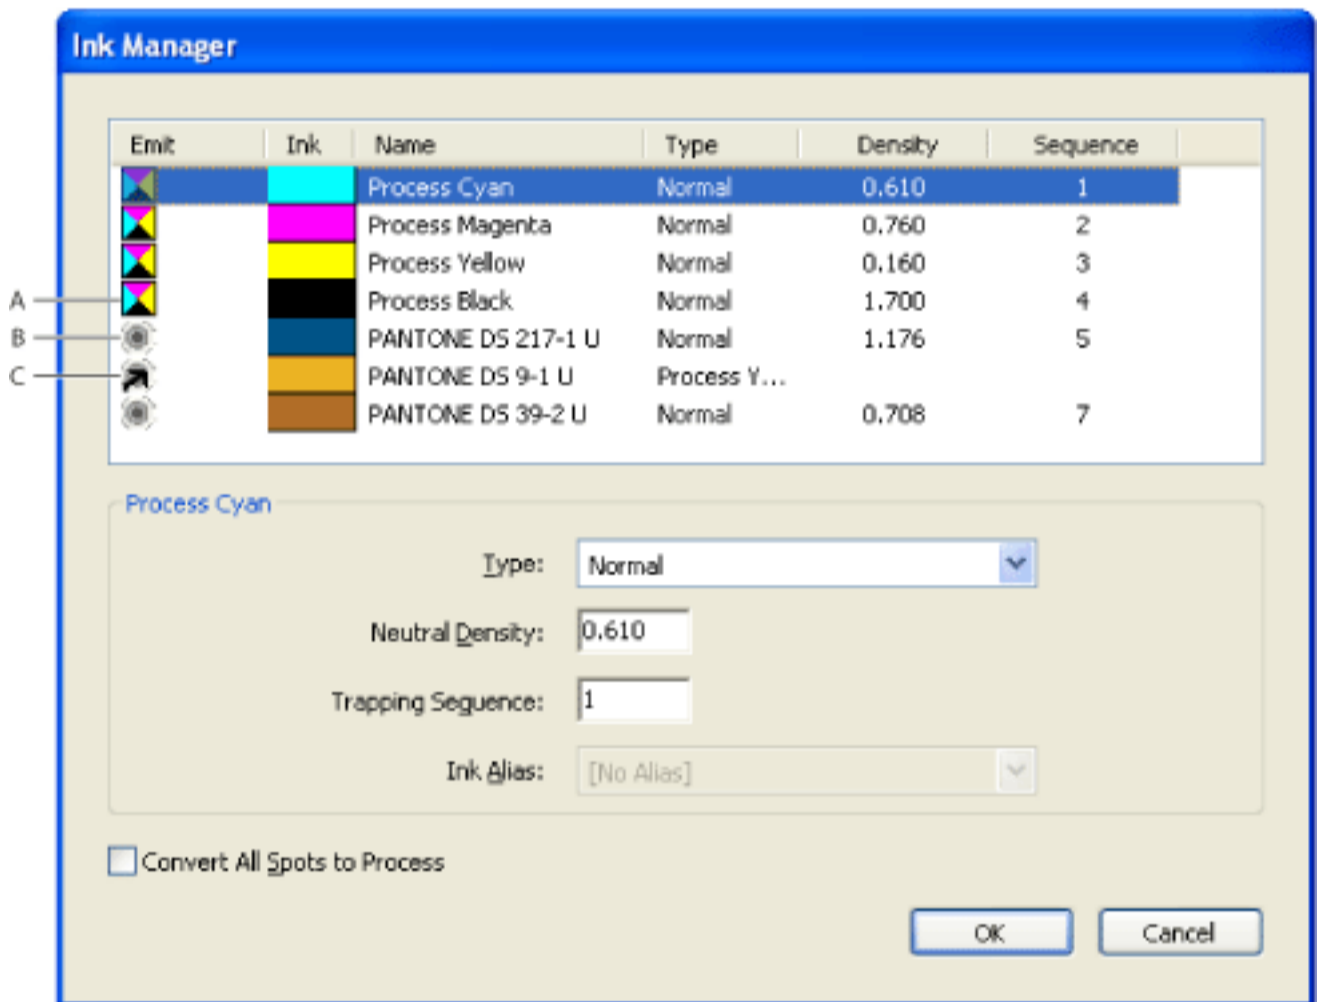 Ink Manager
Emit Ink Name Type Density Sequence
Process Cyan Normal 0.610 1
Process Magenta Normal 0.760 2
Process Yellow Normal 0.160 3
A Process Black Normal 1.700 4
B PANTONE DS 217-1 U Normal 1.176 5
C PANTONE DS 9-1 U Process Y...
PANTONE DS 39-2 U Normal 0.708 7
Process Cyan
Type: Normal
Neutral Density: 0.610
Trapping Sequence: 1
Ink Alias: [No Alias]
Convert All Spots to Process
OK Cancel